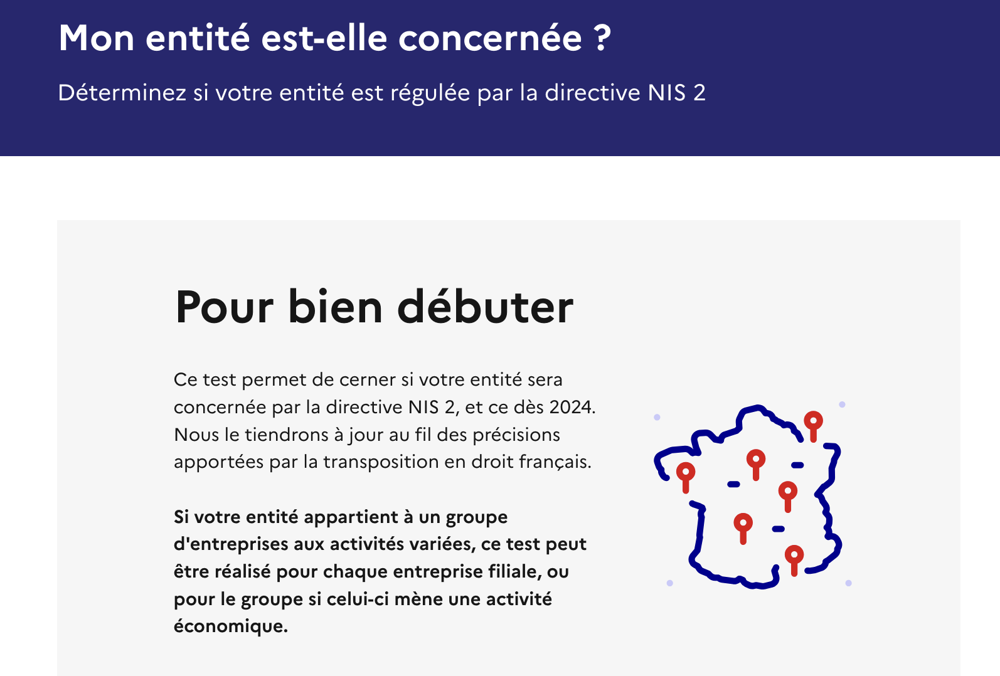 Mon entité est-elle concernée ?
Déterminez si votre entité est régulée par la directive NIS 2
Pour bien débuter
Ce test permet de cerner si votre entité sera
concernée par la directive NIS 2, et ce dès 2024.
Nous le tiendrons à jour au fil des précisions
apportées par la transposition en droit français.
Si votre entité appartient à un groupe
d'entreprises aux activités variées, ce test peut
être réalisé pour chaque entreprise filiale, ou
pour le groupe si celui-ci mène une activité
économique.